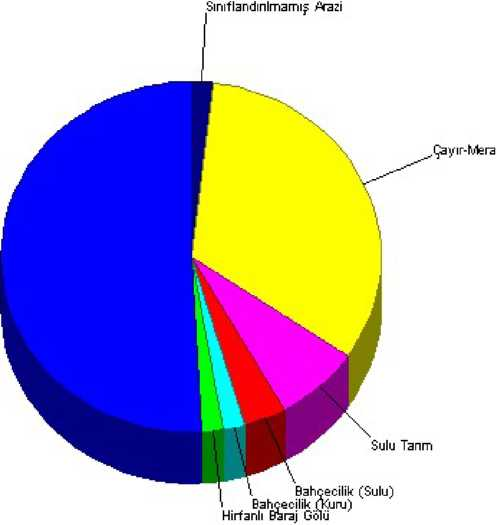 Sınıflandırılmamış Arazi
Çayır-Mera
Sulu Tarım
Bahçecilik (Sulu)
Bahçecilik (Kuru)
Hirfanlı Baraj Gölü